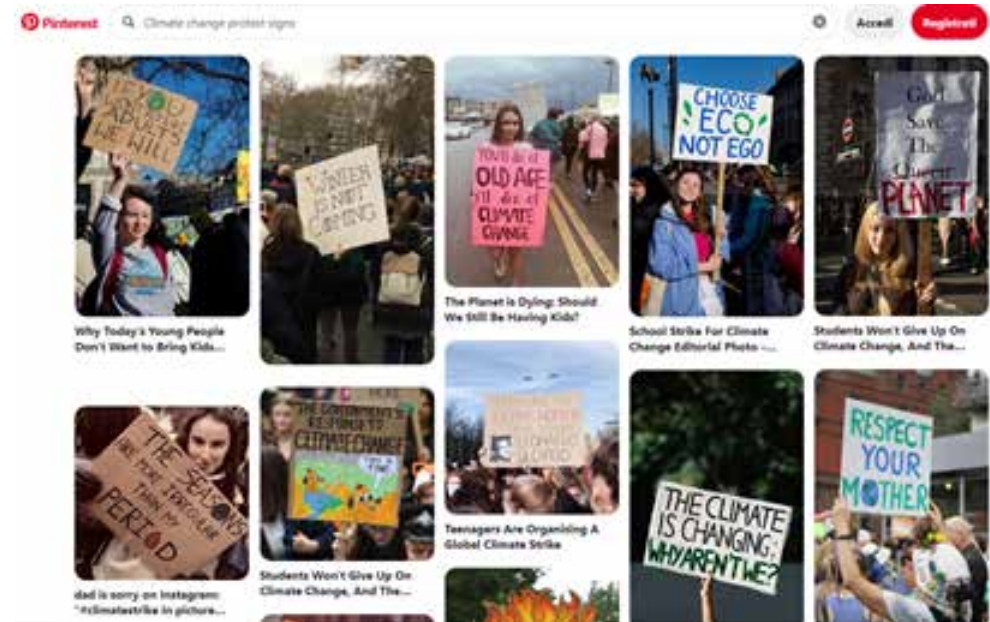 Pinterest
Climate change protest signs
Accedi
Registrati
YOU
ADULTS
WE WILL
WINTER
IS NOT
COMING
YOU'll die of
OLD AGE
I'll die of
CLIMATE
CHANGE
CHOOSE
ECO
NOT EGO
God
Save
The
Queen
PLANET
Why Today's Young People
Don't Want to Bring Kids...
The Planet is Dying: Should
We Still Be Having Kids?
School Strike For Climate
Change Editorial Photo -...
Students Won't Give Up On
Climate Change, And The...
THE SEASONS
ARE MORE IRREGULAR
THAN MY
PERIOD
THE GOVERNMENT'S
RESPONSE TO
CLIMATE CHANGE
THE CLIMATE
IS CHANGING:
WHY AREN'T WE?
RESPECT
YOUR
MOTHER
Teenagers Are Organising A
Global Climate Strike
dad is sorry on Instagram:
"#climatestrike in picture...
Students Won't Give Up On
Climate Change, And The...